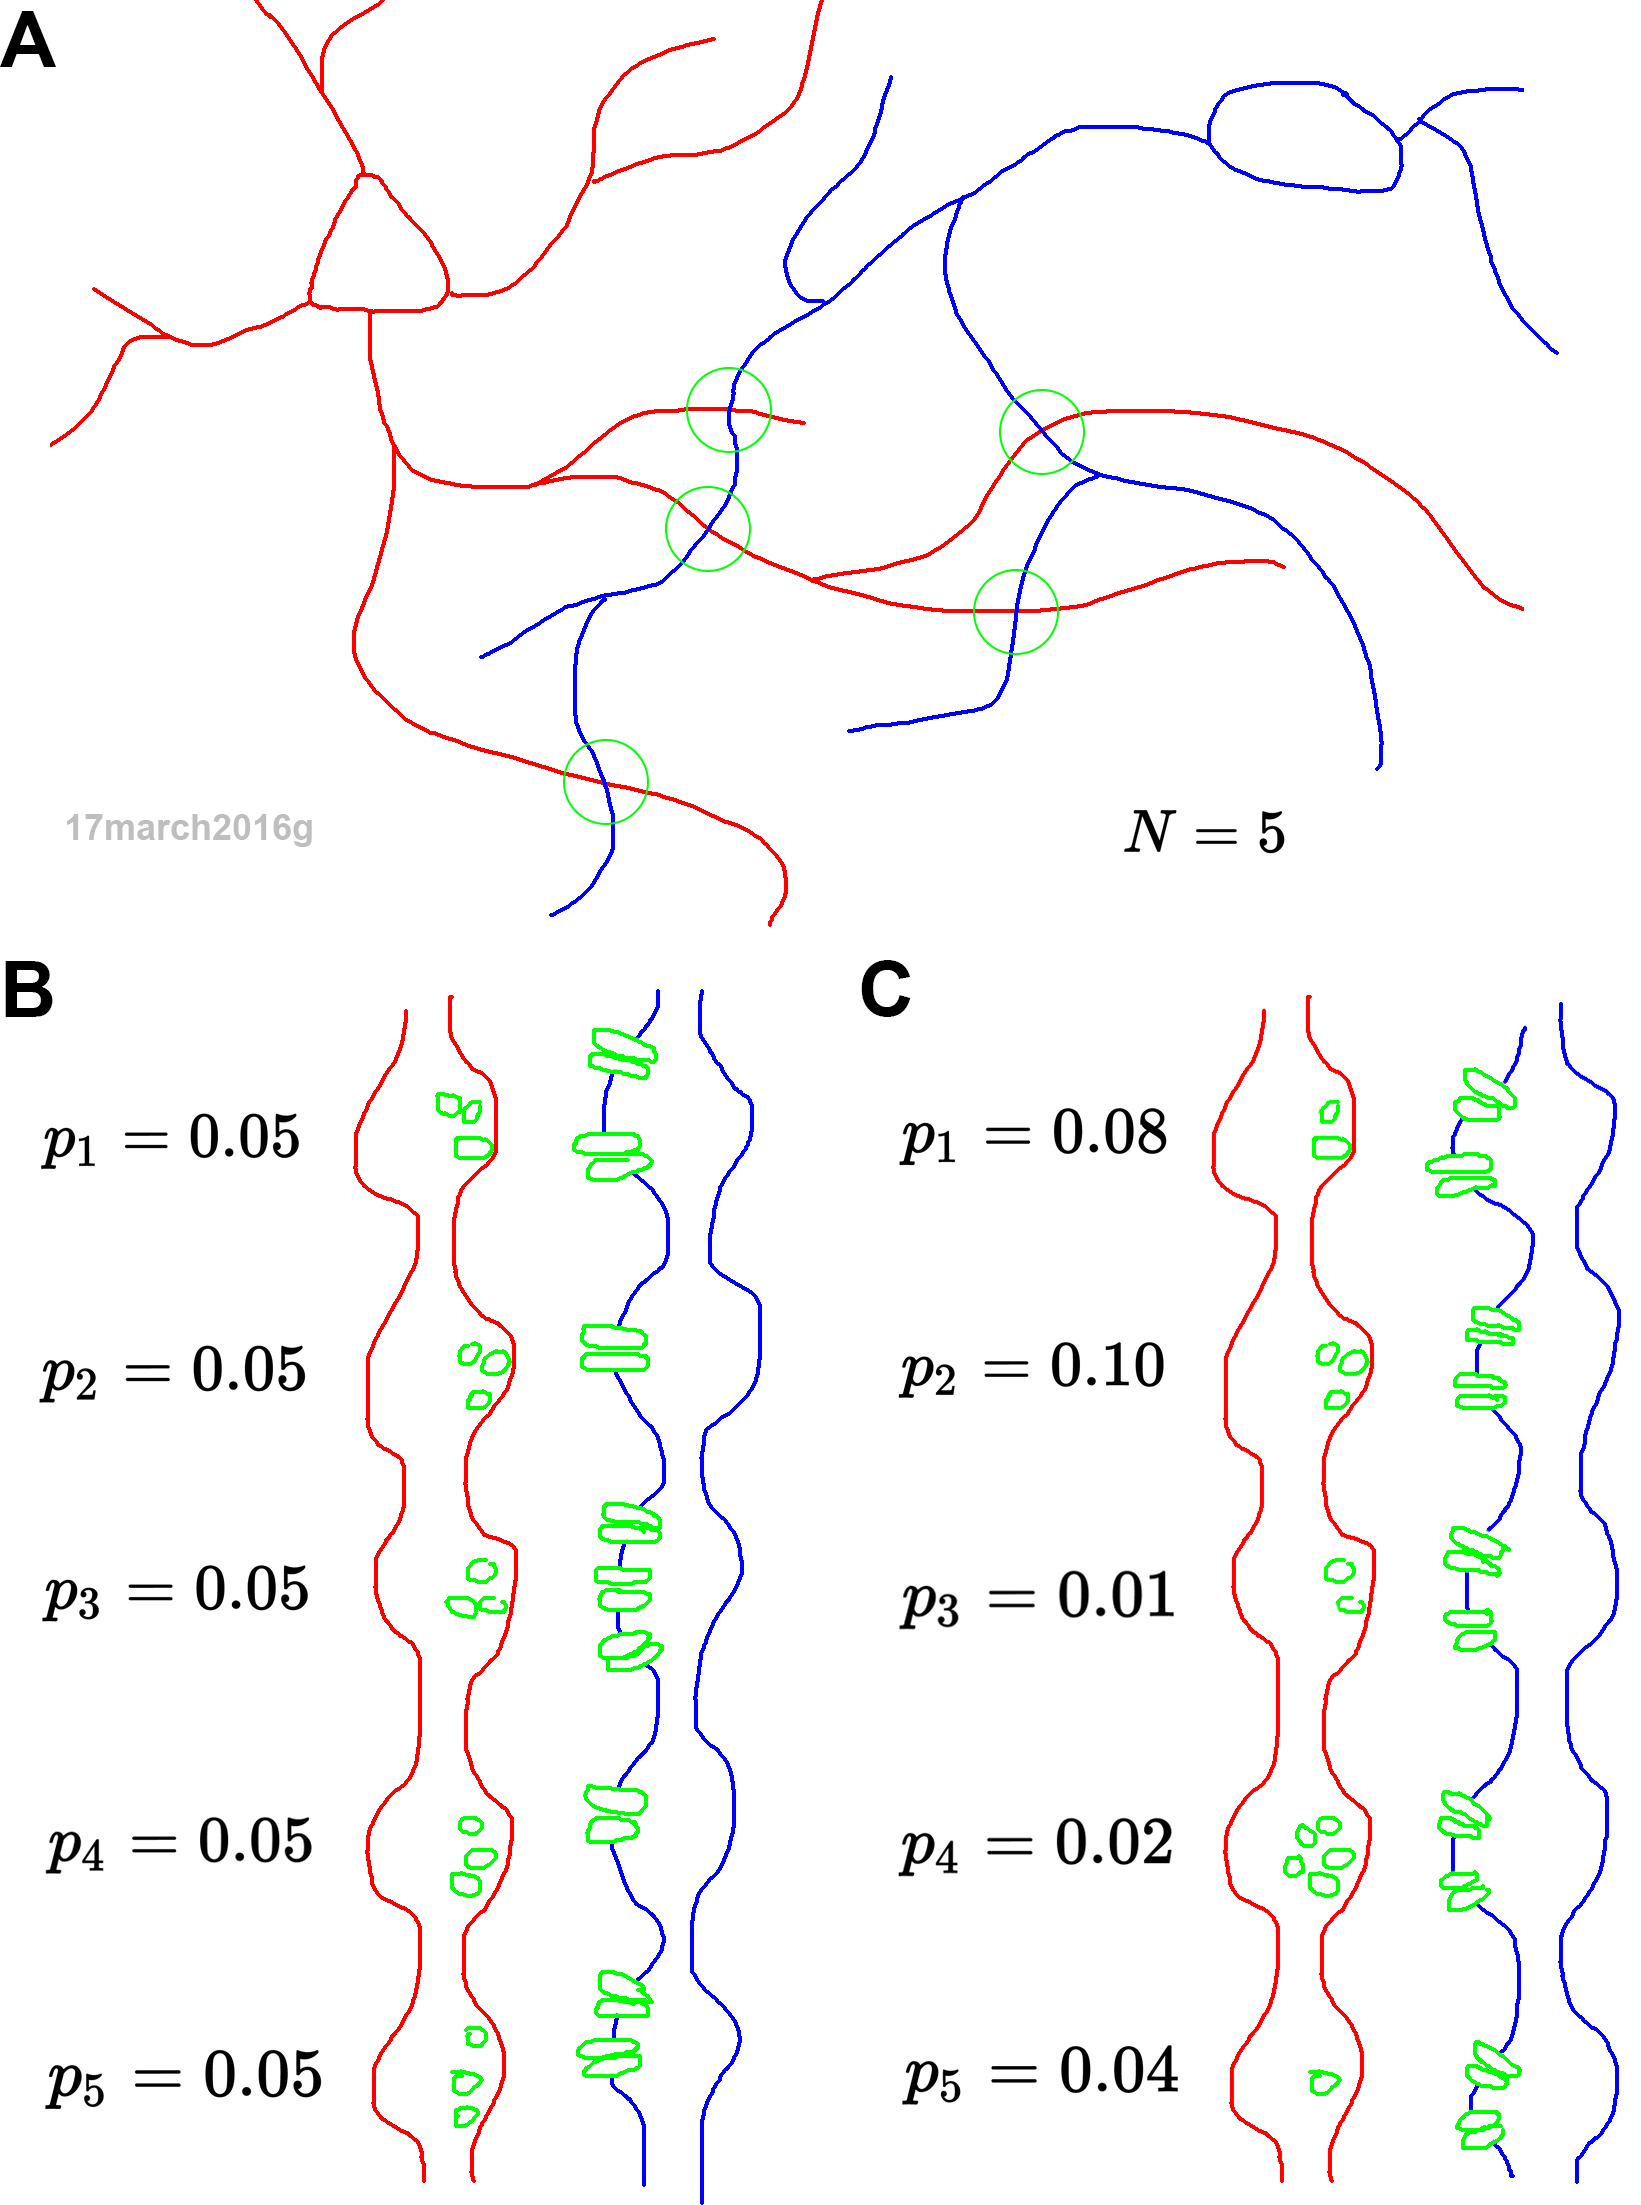 A
17march2016g
N = 5
B
p₁ = 0.05
p₂ = 0.05
p₃ = 0.05
p₄ = 0.05
p₅ = 0.05
C
p₁ = 0.08
p₂ = 0.10
p₃ = 0.01
p₄ = 0.02
p₅ = 0.04